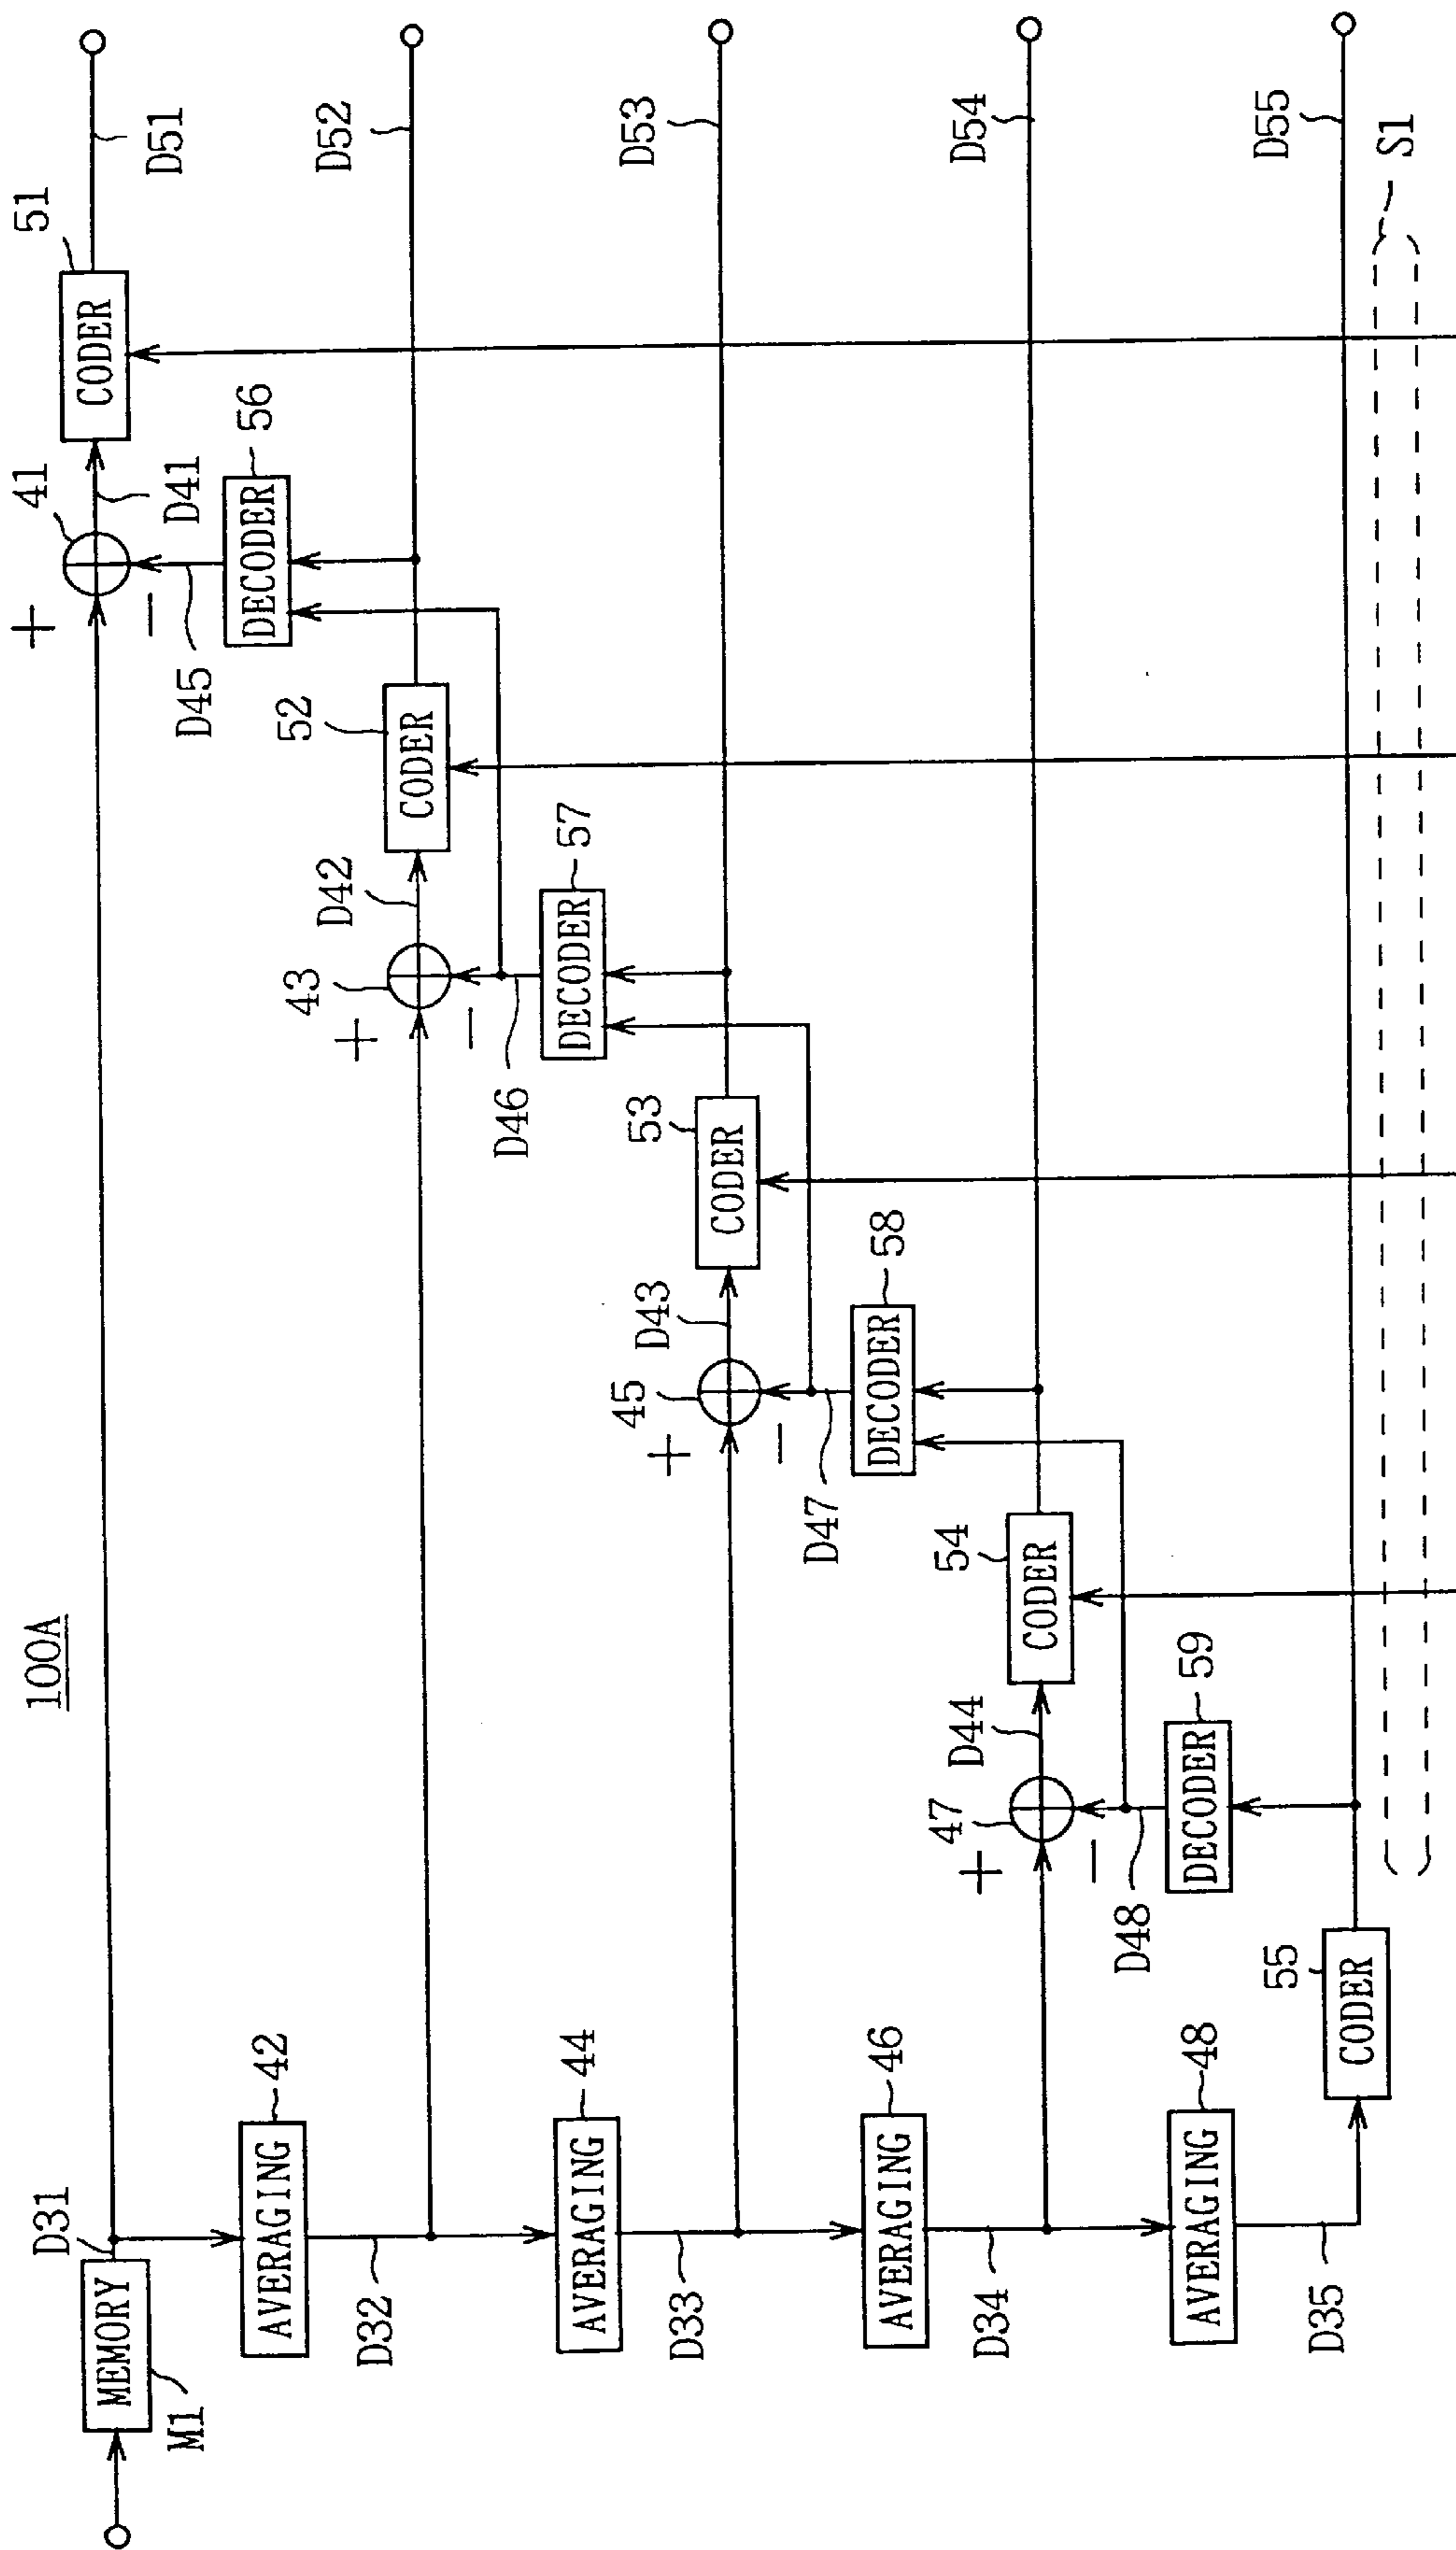 100A
D31
MEMORY
M1
+
41
D41
51
CODER
D51
−
D45
DECODER
56
AVERAGING
42
D32
+
43
D42
52
CODER
D52
−
D46
DECODER
57
AVERAGING
44
D33
+
45
D43
53
CODER
D53
−
D47
DECODER
58
AVERAGING
46
D34
+
47
D44
54
CODER
D54
−
D48
DECODER
59
AVERAGING
48
D35
55
CODER
D55
S1